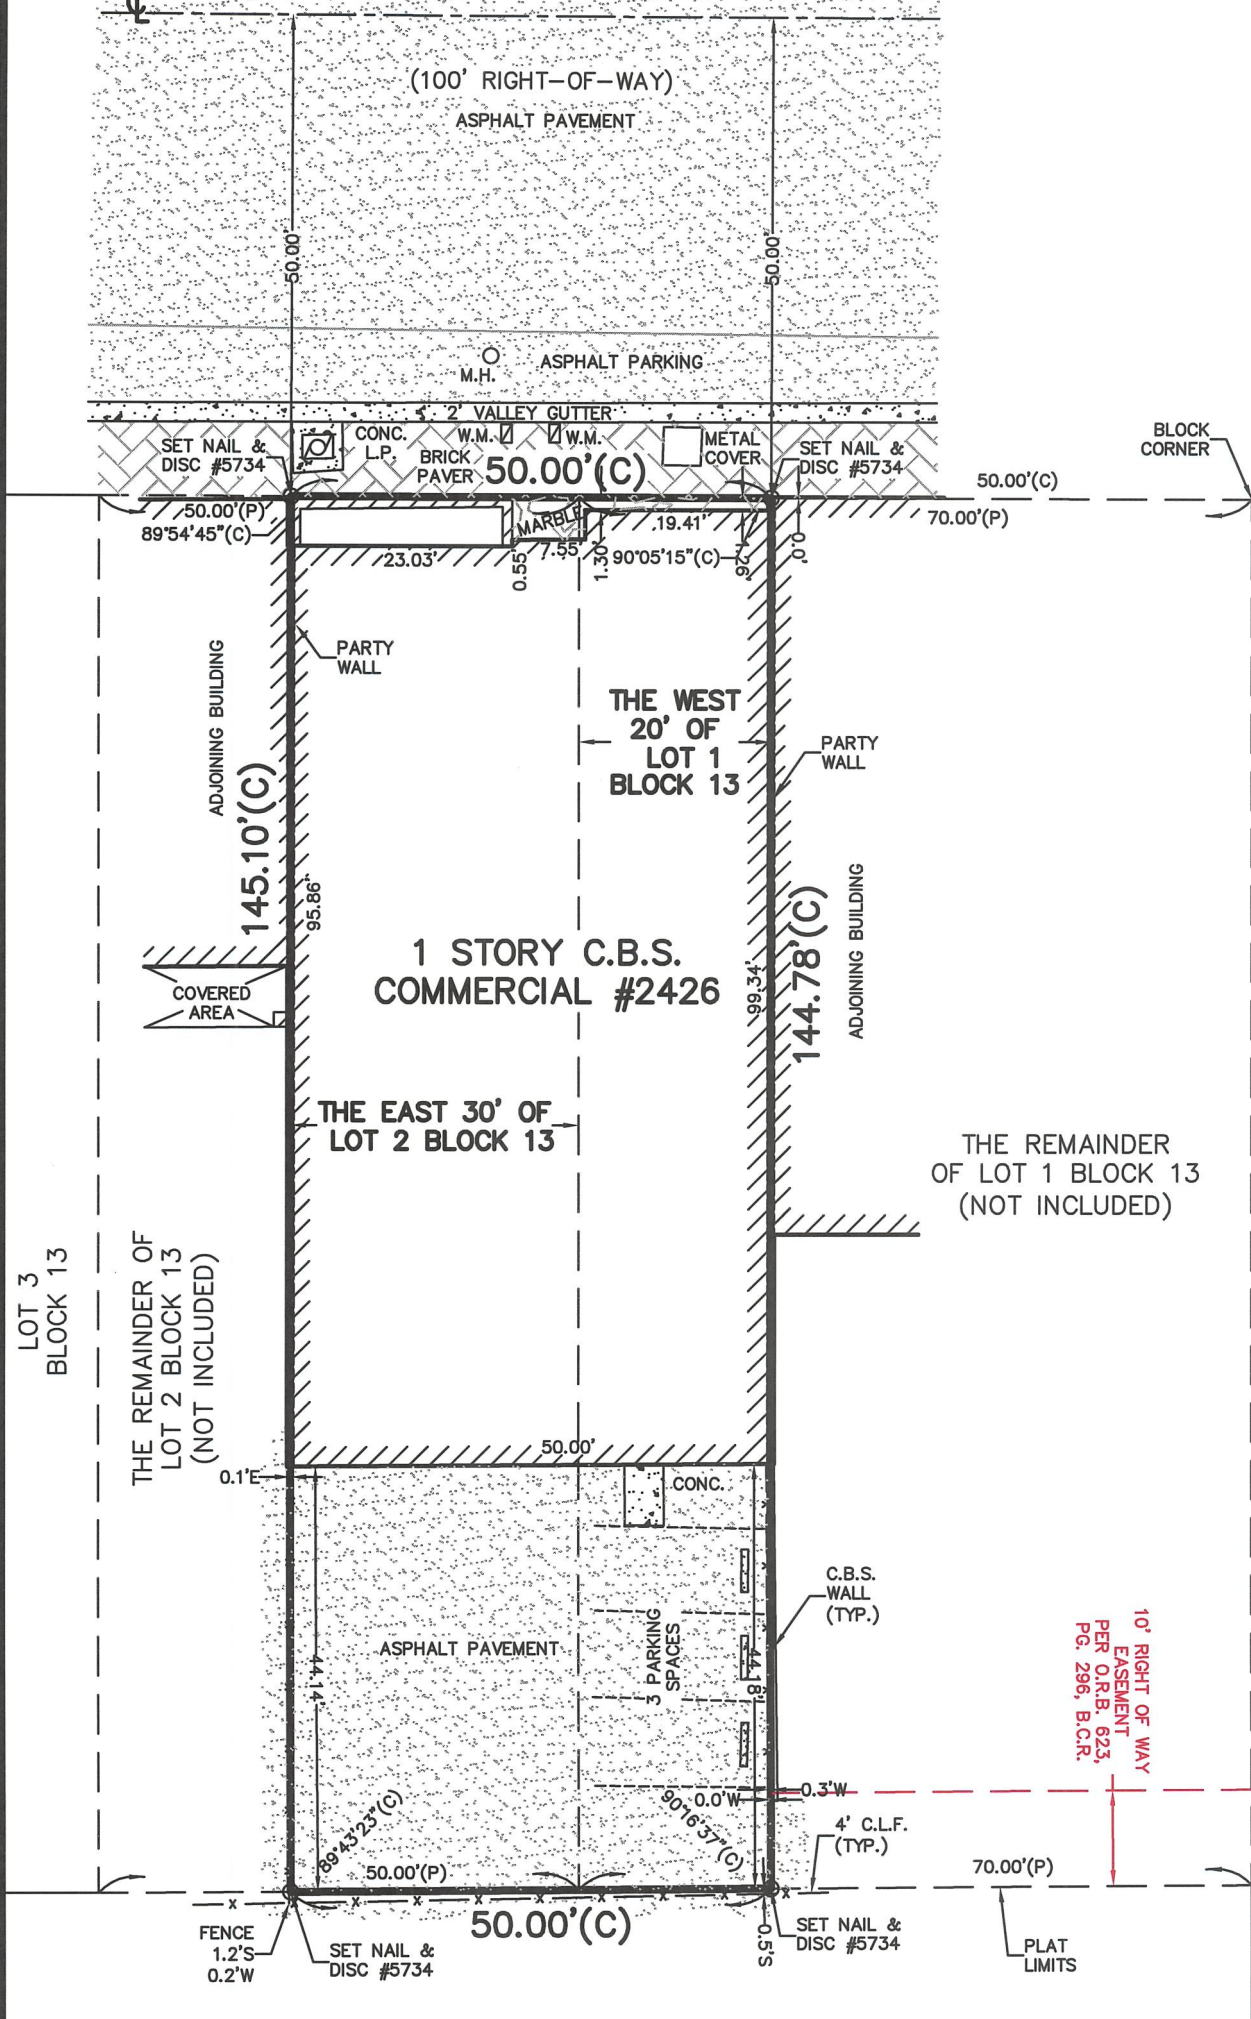 ℄
(100' RIGHT-OF-WAY)
ASPHALT PAVEMENT
50.00'
50.00'
ASPHALT PARKING
M.H.
2' VALLEY GUTTER
SET NAIL &
DISC #5734
CONC.
L.P.
BRICK
PAVER
W.M.
W.M.
METAL
COVER
SET NAIL &
DISC #5734
BLOCK
CORNER
50.00'(C)
50.00'(C)
50.00'(P)
70.00'(P)
89°54'45"(C)
MARBLE
19.41'
23.03'
0.55'
7.55'
1.30'
90°05'15"(C)
1.26'
0.0'
PARTY
WALL
ADJOINING BUILDING
THE WEST
20' OF
LOT 1
BLOCK 13
PARTY
WALL
145.10'(C)
95.86'
1 STORY C.B.S.
COMMERCIAL #2426
99.34'
144.78'(C)
ADJOINING BUILDING
COVERED
AREA
THE EAST 30' OF
LOT 2 BLOCK 13
THE REMAINDER
OF LOT 1 BLOCK 13
(NOT INCLUDED)
LOT 3
BLOCK 13
THE REMAINDER OF
LOT 2 BLOCK 13
(NOT INCLUDED)
50.00'
0.1'E
CONC.
C.B.S.
WALL
(TYP.)
ASPHALT PAVEMENT
3 PARKING
SPACES
44.14'
44.18'
10' RIGHT OF WAY
EASEMENT
PER O.R.B. 623,
PG. 296, B.C.R.
0.3'W
0.0'W
89°43'23"(C)
90°16'37"(C)
4' C.L.F.
(TYP.)
50.00'(P)
70.00'(P)
50.00'(C)
FENCE
1.2'S
0.2'W
SET NAIL &
DISC #5734
0.5'S
SET NAIL &
DISC #5734
PLAT
LIMITS